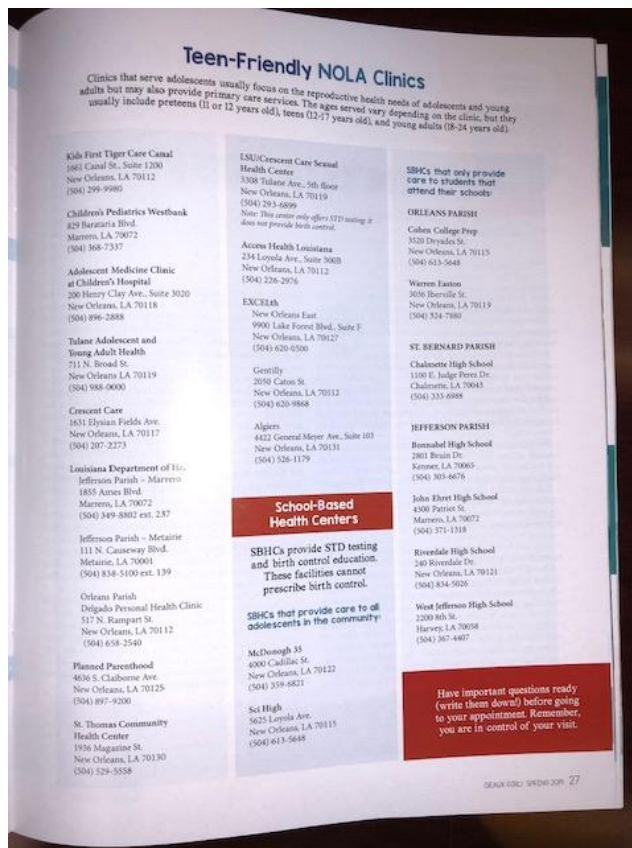 Teen-Friendly NOLA Clinics
Clinics that serve adolescents usually focus on the reproductive health needs of adolescents and young
adults but may also provide primary care services. The ages served vary depending on the clinic, but they
usually include preteens (11 or 12 years old), teens (12-17 years old), and young adults (18-24 years old)
Kids First Tiger Care Canal
1661 Canal St., Suite 1200
New Orleans, LA 70112
(504) 299-9980
Children's Pediatrics Westbank
829 Barataria Blvd.
Marrero, LA 70072
(504) 368-7337
Adolescent Medicine Clinic
at Children's Hospital
200 Henry Clay Ave., Suite 3020
New Orleans, LA 70118
(504) 896-2888
Tulane Adolescent and
Young Adult Health
711 N. Broad St.
New Orleans LA 70119
(504) 988-0000
Crescent Care
1631 Elysian Fields Ave.
New Orleans, LA 70117
(504) 207-2273
Louisiana Department of
Jefferson Parish – Marrero
1855 Ames Blvd.
Marrero, LA 70072
(504) 349-8802 ext. 237
Jefferson Parish – Metairie
111 N. Causeway Blvd.
Metairie, LA 70001
(504) 838-5100 ext. 139
Orleans Parish
Delgado Personal Health Clinic
517 N. Rampart St.
New Orleans, LA 70112
(504) 658-2540
Planned Parenthood
4636 S. Claiborne Ave.
New Orleans, LA 70125
(504) 897-9200
St. Thomas Community
Health Center
1936 Magazine St.
New Orleans, LA 70130
(504) 529-5558
LSU/Crescent Care Sexual
Health Center
3308 Tulane Ave., 5th floor
New Orleans, LA 70119
(504) 293-6899
Note: This center only offers STD testing; it
does not provide birth control.
Access Health Louisiana
234 Loyola Ave., Suite 300B
New Orleans, LA 70112
(504) 226-2976
EXCELth
New Orleans East
9900 Lake Forest Blvd., Suite F
New Orleans, LA 70127
(504) 620-0500
Gentilly
2050 Caton St.
New Orleans, LA 70112
(504) 620-9868
Algiers
4422 General Meyer Ave., Suite 103
New Orleans, LA 70131
(504) 526-1179
School-Based
Health Centers
SBHCs provide STD testing
and birth control education.
These facilities cannot
prescribe birth control.
SBHCs that provide care to all
adolescents in the community:
McDonogh 35
4000 Cadillac St.
New Orleans, LA 70122
(504) 359-6821
Sci High
5625 Loyola Ave.
New Orleans, LA 70115
(504) 613-5648
SBHCs that only provide
care to students that
attend their schools:
ORLEANS PARISH
Cohen College Prep
3520 Dryades St.
New Orleans, LA 70115
(504) 613-5648
Warren Easton
3036 Iberville St.
New Orleans, LA 70119
(504) 324-7880
ST. BERNARD PARISH
Chalmette High School
1100 E. Judge Perez Dr.
Chalmette, LA 70043
(504) 333-6988
JEFFERSON PARISH
Bonnabel High School
2801 Bruin Dr.
Kenner, LA 70065
(504) 303-6676
John Ehret High School
4300 Patriot St.
Marrero, LA 70072
(504) 371-1318
Riverdale High School
240 Riverdale Dr.
New Orleans, LA 70121
(504) 834-5026
West Jefferson High School
2200 8th St.
Harvey, LA 70058
(504) 367-4407
Have important questions ready
(write them down!) before going
to your appointment. Remember,
you are in control of your visit.
GEAUX GIRL! SPRING 2019 27